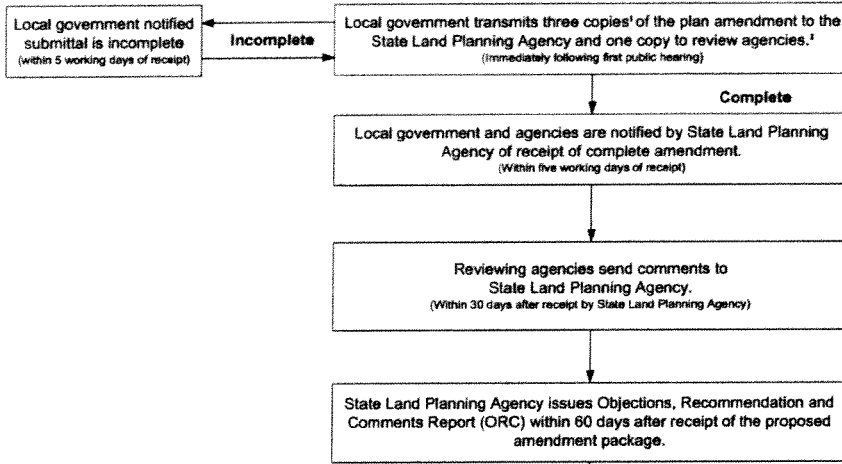 Local government notified
submittal is incomplete
(within 5 working days of receipt)
Incomplete
Local government transmits three copies¹ of the plan amendment to the
State Land Planning Agency and one copy to review agencies.²
(Immediately following first public hearing)
Complete
Local government and agencies are notified by State Land Planning
Agency of receipt of complete amendment.
(Within five working days of receipt)
Reviewing agencies send comments to
State Land Planning Agency.
(Within 30 days after receipt by State Land Planning Agency)
State Land Planning Agency issues Objections, Recommendation and
Comments Report (ORC) within 60 days after receipt of the proposed
amendment package.